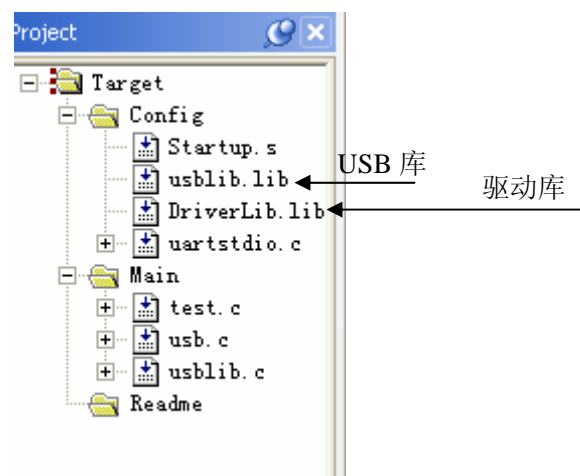 Project
Target
Config
Startup.s
usblib.lib
USB 库
DriverLib.lib
驱动库
uartstdio.c
Main
test.c
usb.c
usblib.c
Readme